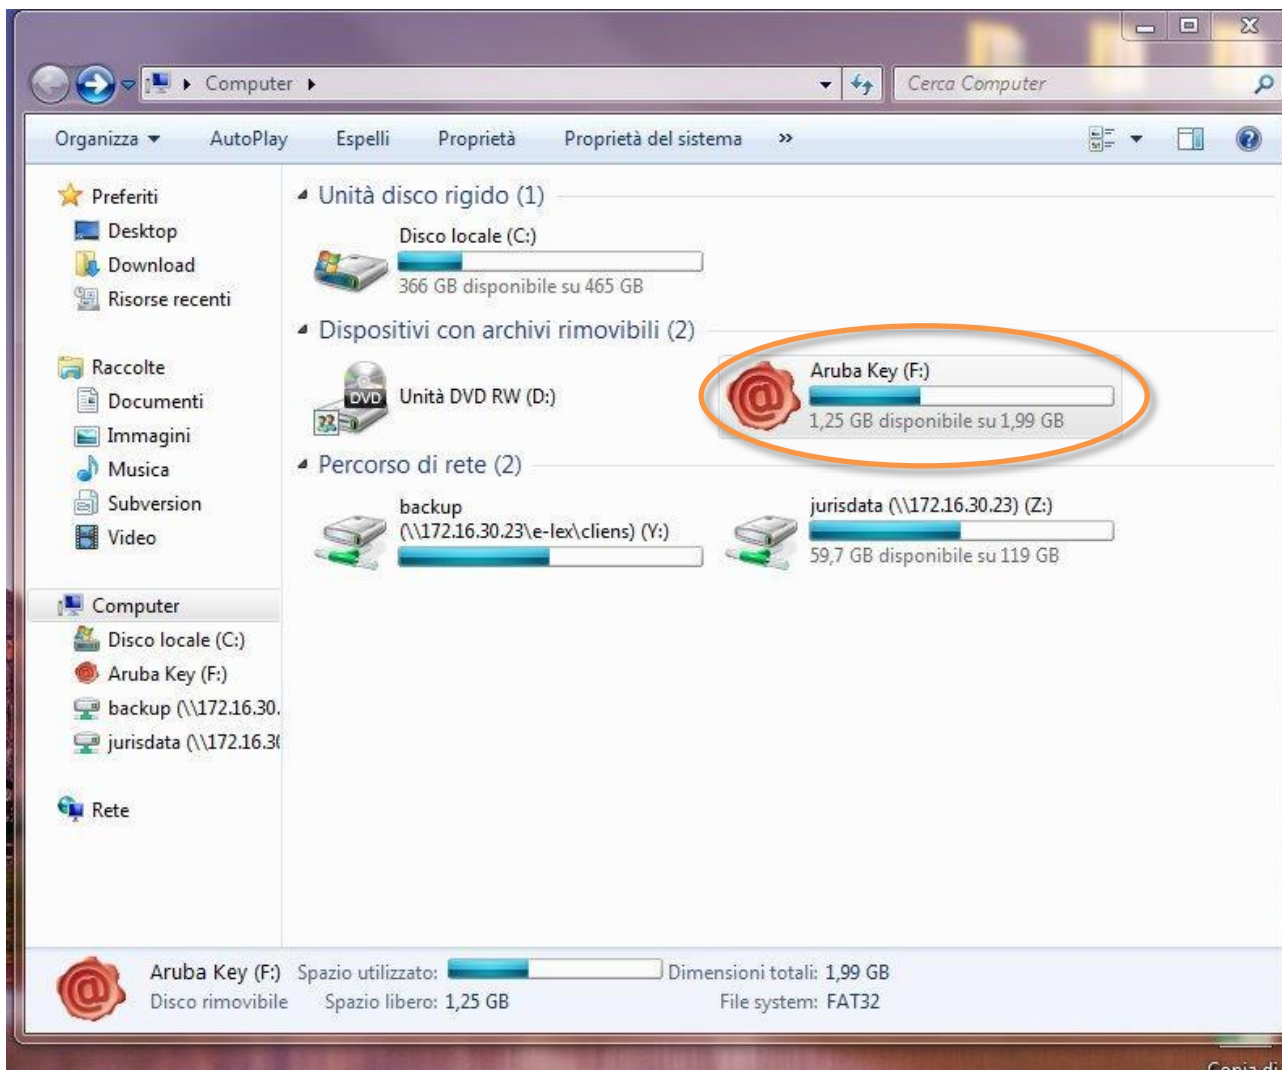 Computer
Cerca Computer
Organizza AutoPlay Espelli Proprietà Proprietà del sistema »
Preferiti
Desktop
Download
Risorse recenti
Raccolte
Documenti
Immagini
Musica
Subversion
Video
Computer
Disco locale (C:)
Aruba Key (F:)
backup (\\172.16.30.
jurisdata (\\172.16.30
Rete
Unità disco rigido (1)
Disco locale (C:)
366 GB disponibile su 465 GB
Dispositivi con archivi rimovibili (2)
DVD
Unità DVD RW (D:)
Aruba Key (F:)
1,25 GB disponibile su 1,99 GB
Percorso di rete (2)
backup
(\\172.16.30.23\e-lex\cliens) (Y:)
jurisdata (\\172.16.30.23) (Z:)
59,7 GB disponibile su 119 GB
Aruba Key (F:) Spazio utilizzato: Dimensioni totali: 1,99 GB
Disco rimovibile Spazio libero: 1,25 GB File system: FAT32